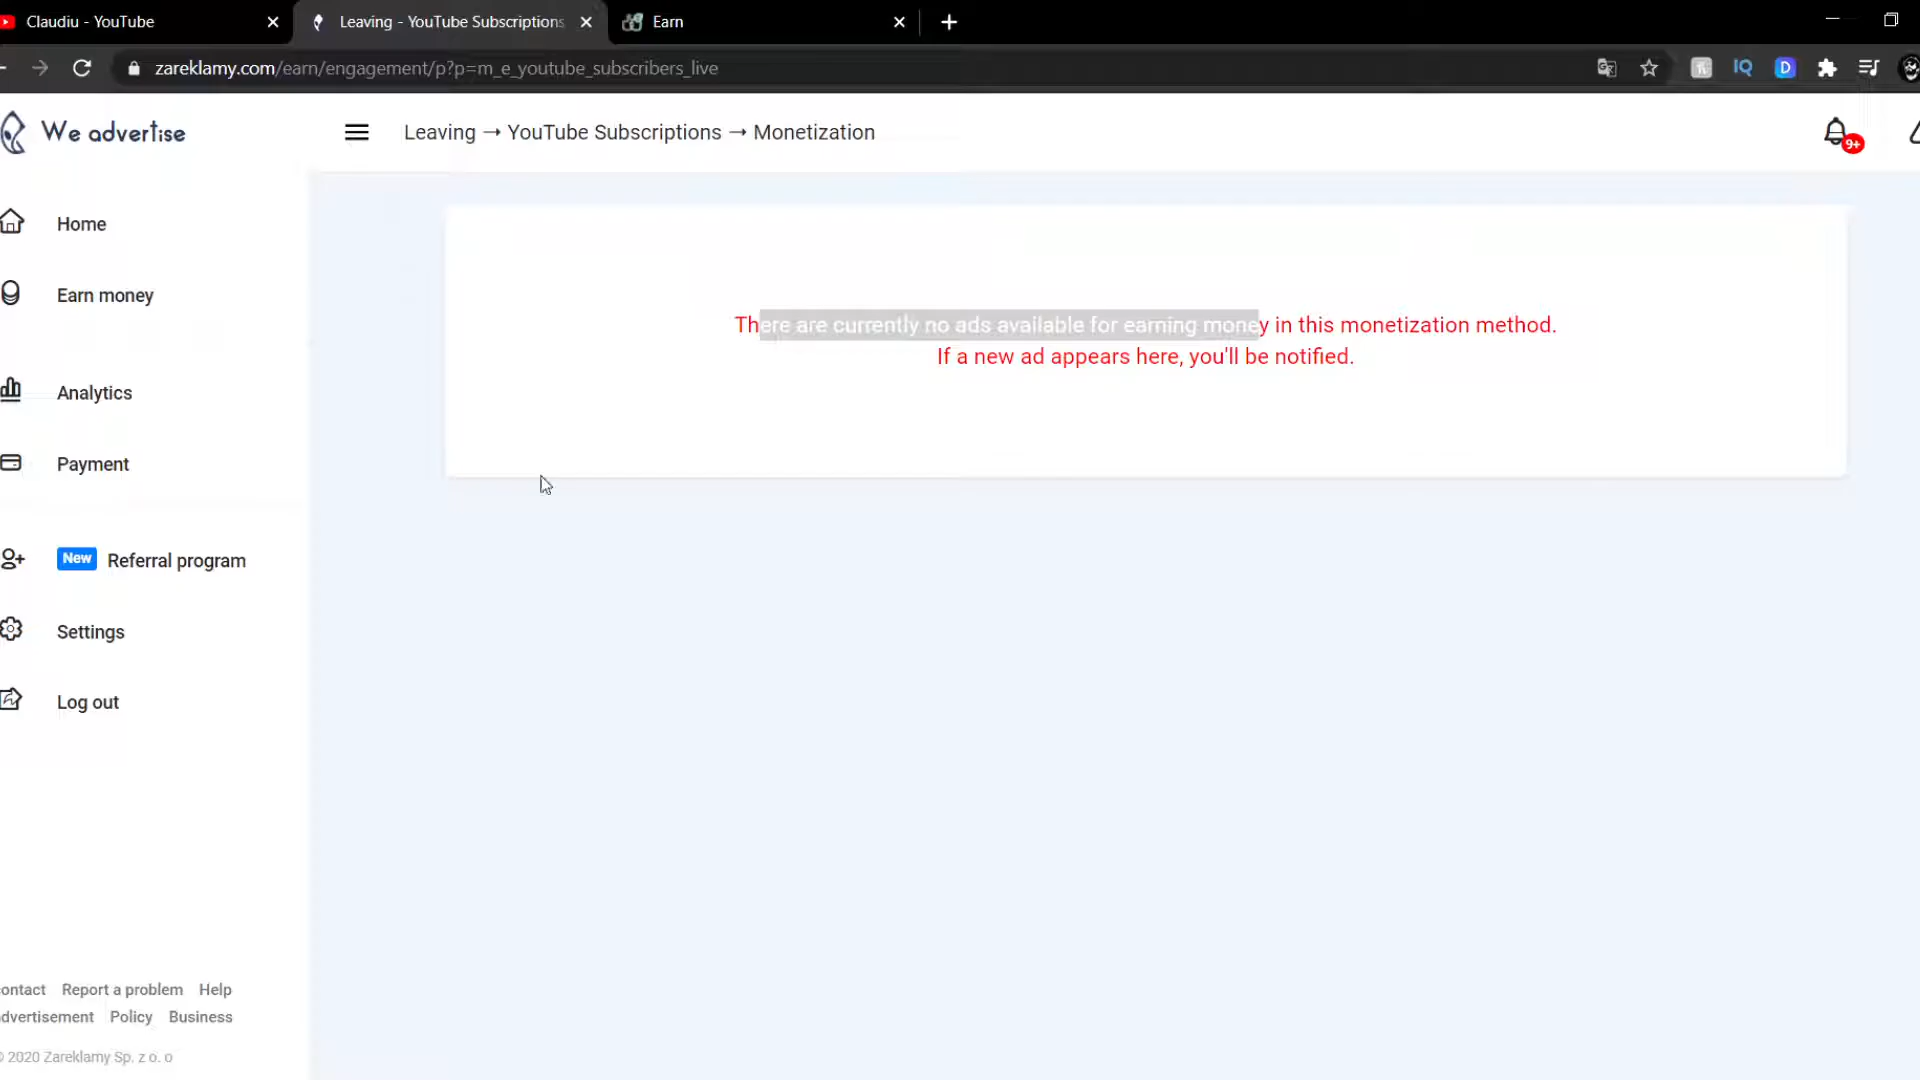 Claudiu - YouTube
Leaving - YouTube Subscriptions
Earn
zareklamy.com/earn/engagement/p?p=m_e_youtube_subscribers_live
IQ
D
We advertise
Leaving → YouTube Subscriptions → Monetization
9+
Home
Earn money
Analytics
Payment
New Referral program
Settings
Log out
There are currently no ads available for earning money in this monetization method.
If a new ad appears here, you'll be notified.
ontact Report a problem Help
dvertisement Policy Business
© 2020 Zareklamy Sp. z o. o